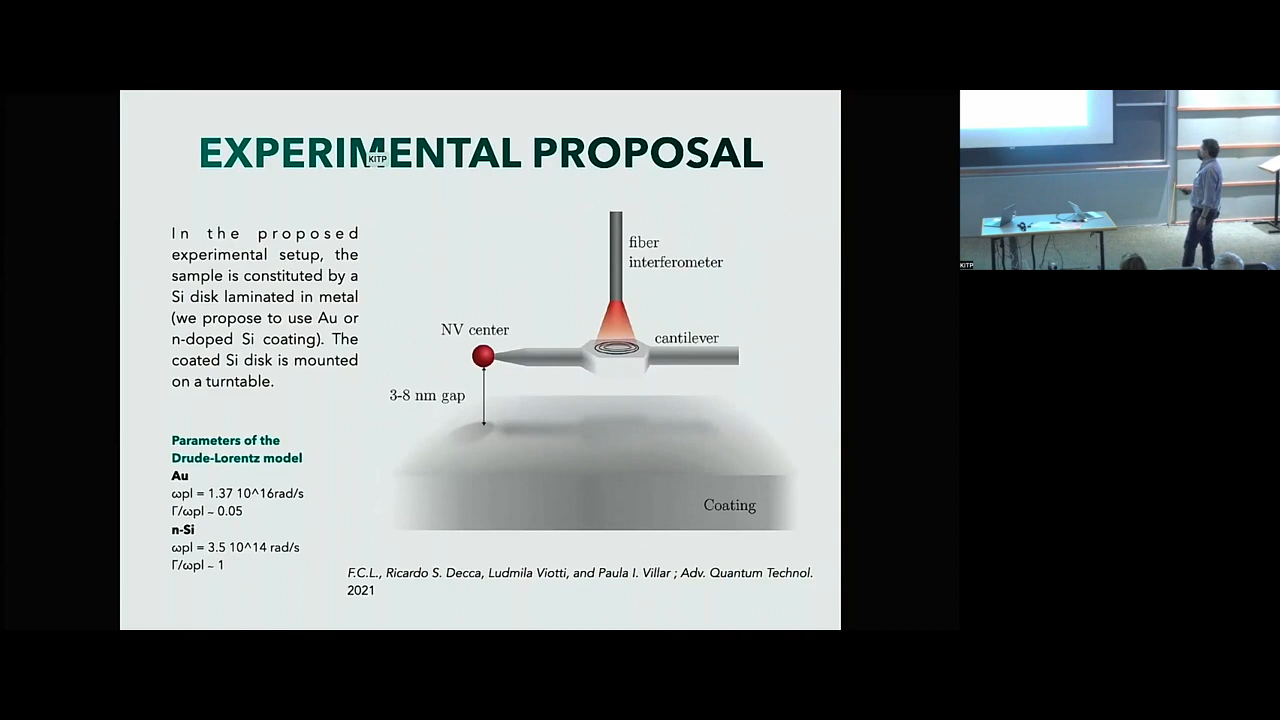 EXPERIMENTAL PROPOSAL
KITP
In the proposed
experimental setup, the
sample is constituted by a
Si disk laminated in metal
(we propose to use Au or
n-doped Si coating). The
coated Si disk is mounted
on a turntable.
Parameters of the
Drude-Lorentz model
Au
ωpl = 1.37 10^16rad/s
Γ/ωpl ~ 0.05
n-Si
ωpl = 3.5 10^14 rad/s
Γ/ωpl ~ 1
fiber
interferometer
NV center
cantilever
3-8 nm gap
Coating
F.C.L., Ricardo S. Decca, Ludmila Viotti, and Paula I. Villar ; Adv. Quantum Technol.
2021
KITP